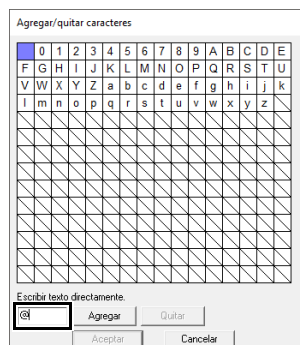 Agregar/quitar caracteres
0 1 2 3 4 5 6 7 8 9 A B C D E
F G H I J K L M N O P Q R S T U
V W X Y Z a b c d e f g h i j k
l m n o p q r s t u v w x y z
Escribir texto directamente.
@ Agregar Quitar
Aceptar Cancelar